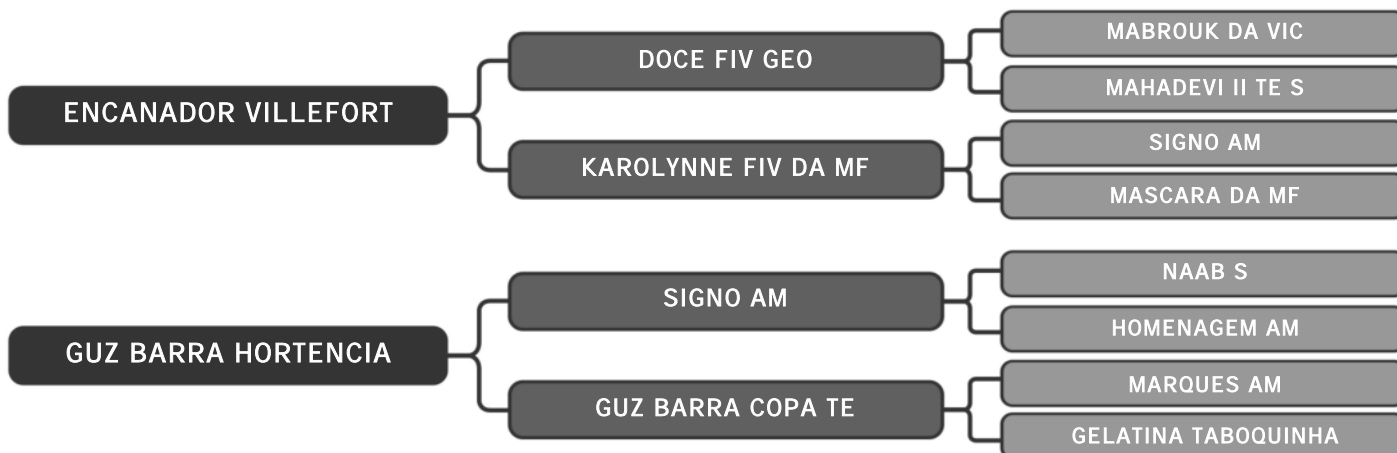 ENCANADOR VILLEFORT
DOCE FIV GEO
MABROUK DA VIC
MAHADEVI II TE S
KAROLYNNE FIV DA MF
SIGNO AM
MASCARA DA MF
GUZ BARRA HORTENCIA
SIGNO AM
NAAB S
HOMENAGEM AM
GUZ BARRA COPA TE
MARQUES AM
GELATINA TABOQUINHA